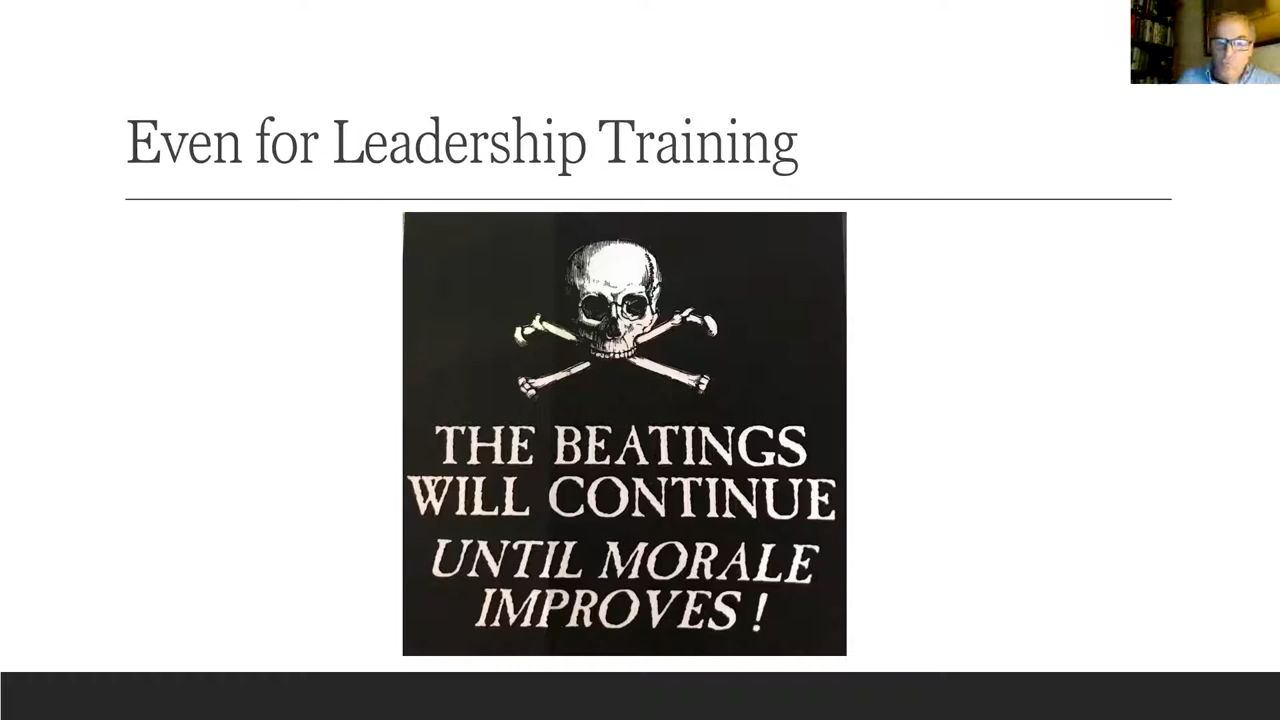 Even for Leadership Training
THE BEATINGS
WILL CONTINUE
UNTIL MORALE
IMPROVES !